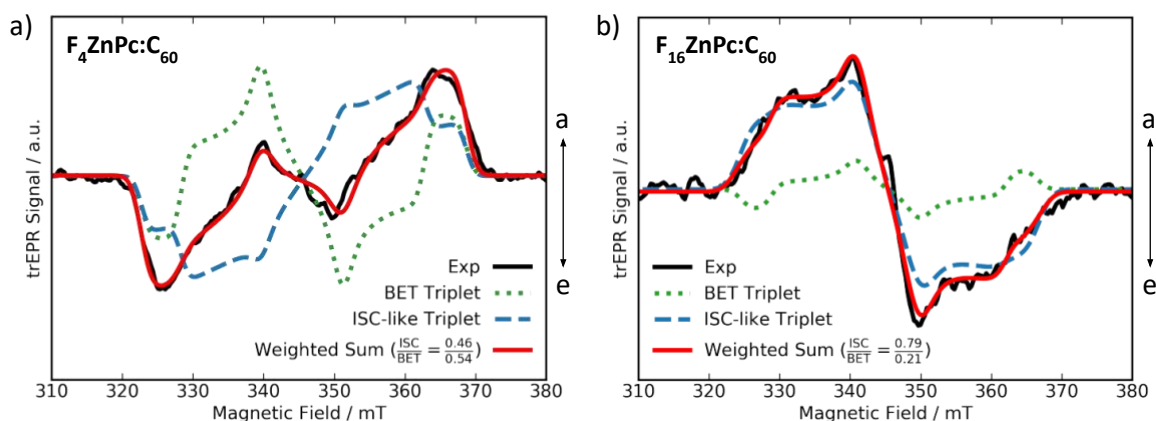 a)
F₄ZnPc:C₆₀
trEPR Signal / a.u.
a
e
Exp
BET Triplet
ISC-like Triplet
Weighted Sum (ISC/BET = 0.46/0.54)
310 320 330 340 350 360 370 380
Magnetic Field / mT
b)
F₁₆ZnPc:C₆₀
trEPR Signal / a.u.
a
e
Exp
BET Triplet
ISC-like Triplet
Weighted Sum (ISC/BET = 0.79/0.21)
310 320 330 340 350 360 370 380
Magnetic Field / mT